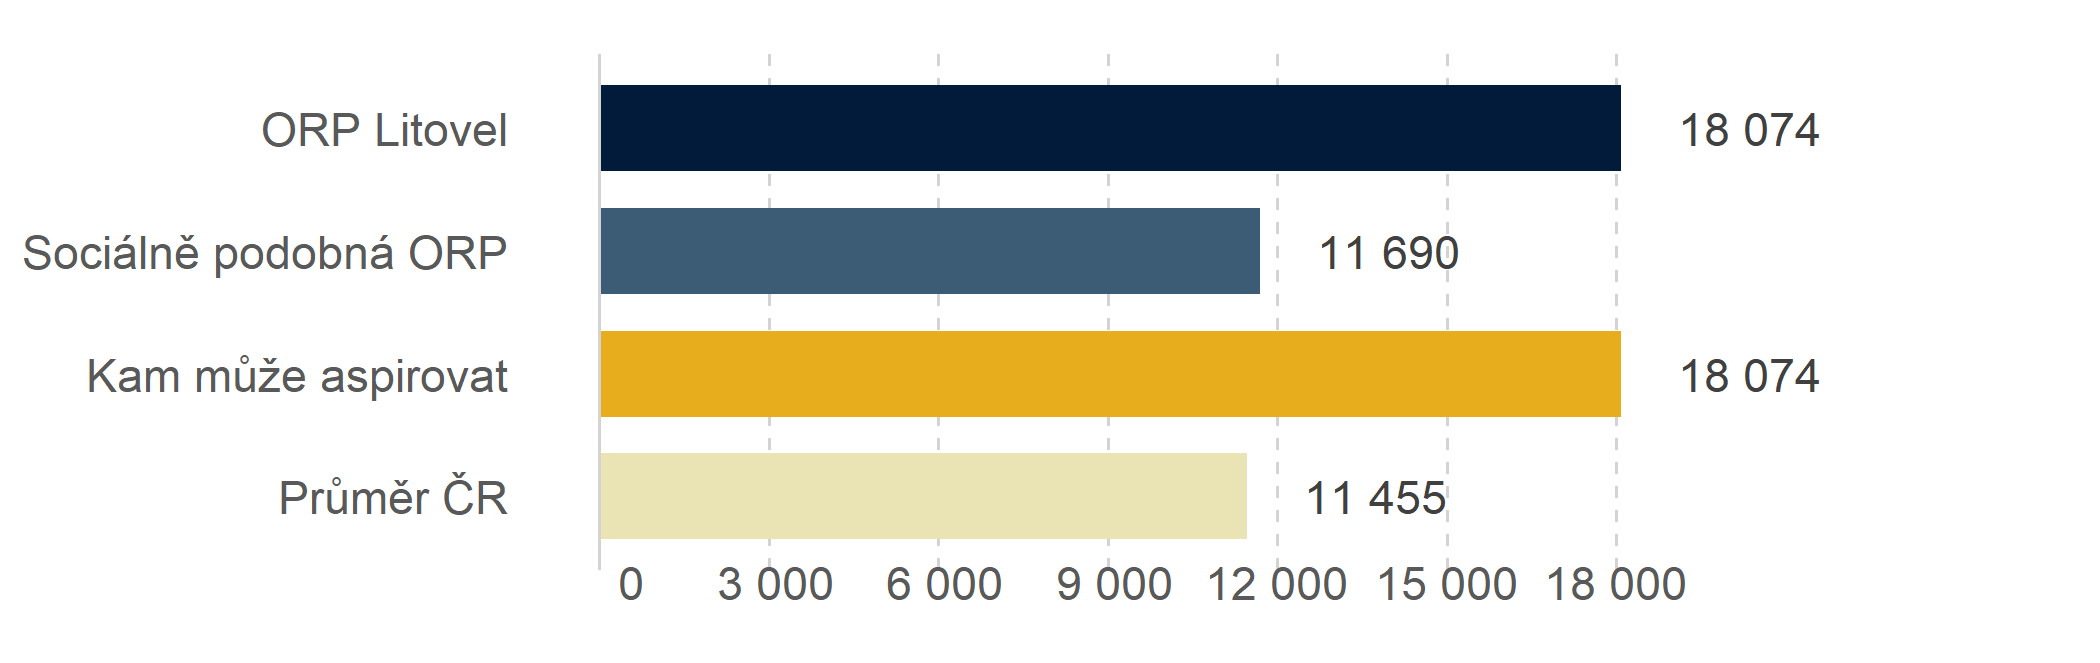 ORP Litovel 18 074
Sociálně podobná ORP 11 690
Kam může aspirovat 18 074
Průměr ČR 11 455
0 3 000 6 000 9 000 12 000 15 000 18 000